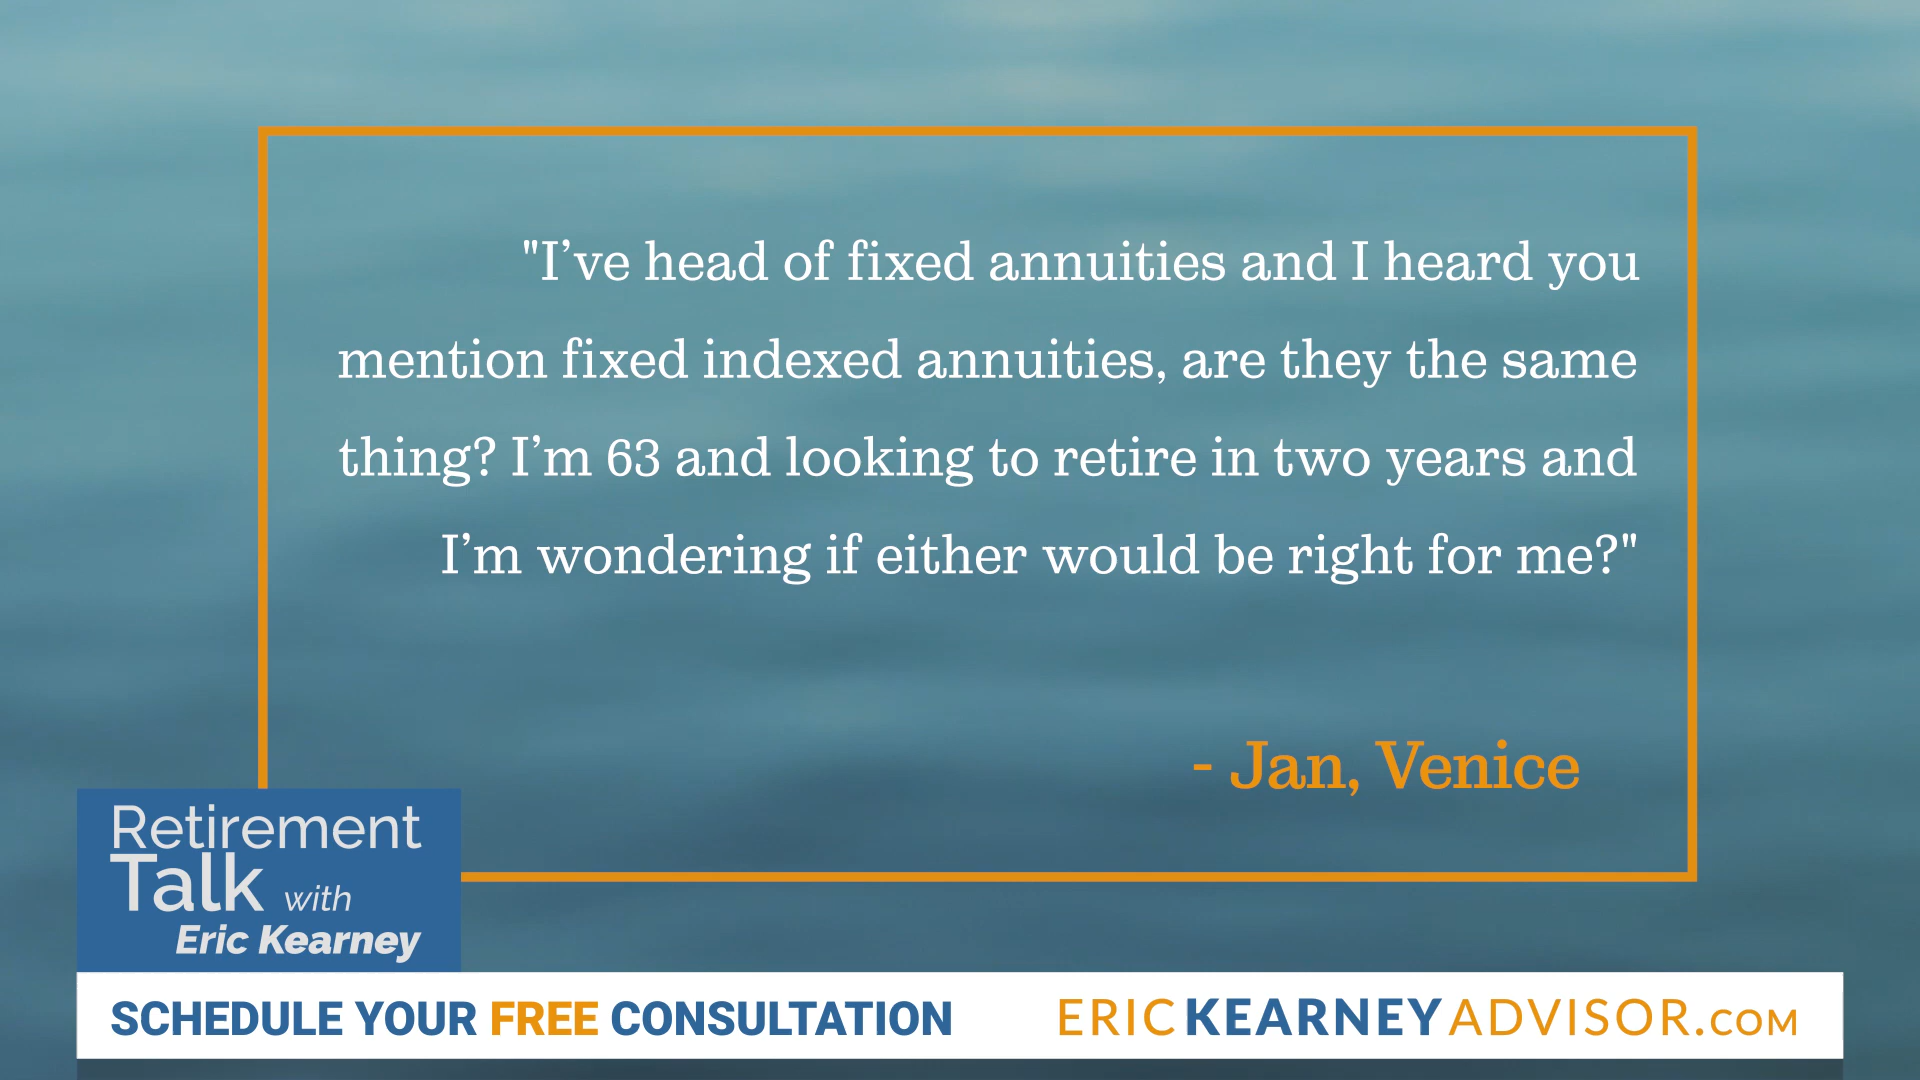 "I’ve head of fixed annuities and I heard you
mention fixed indexed annuities, are they the same
thing? I’m 63 and looking to retire in two years and
I’m wondering if either would be right for me?"
- Jan, Venice
Retirement
Talk with
Eric Kearney
SCHEDULE YOUR FREE CONSULTATION
ERICKEARNEYADVISOR.COM